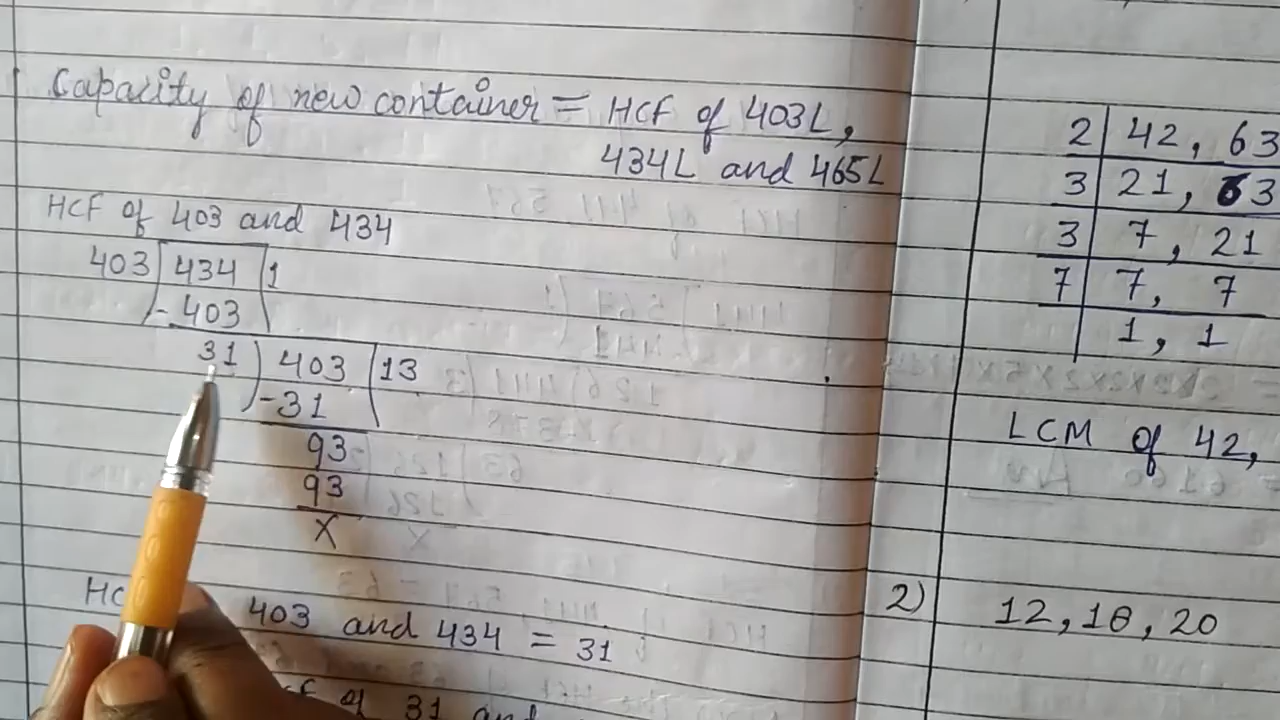 Capacity of new container = HCF of 403L,
434L and 465L
HCF of 403 and 434
403 434 1
- 403
31 403 13
-31
93
93
X
403 and 434 = 31
of 31 and
2 42, 63
3 21, 63
3 7, 21
7 7, 7
1, 1
LCM of 42,
2) 12, 18, 20